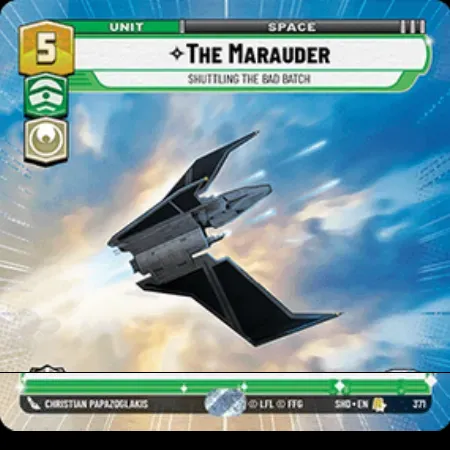 UNIT SPACE
5
THE MARAUDER
SHUTTLING THE BAD BATCH
CHRISTIAN PAPAZOGLAKIS © LFL © FFG SHD • EN 371